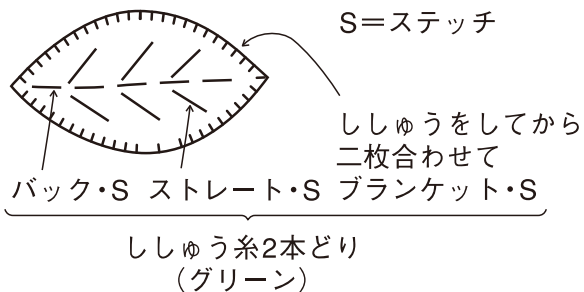 S＝ステッチ
ししゅうをしてから
二枚合わせて
バック・S ストレート・S ブランケット・S
ししゅう糸2本どり
（グリーン）